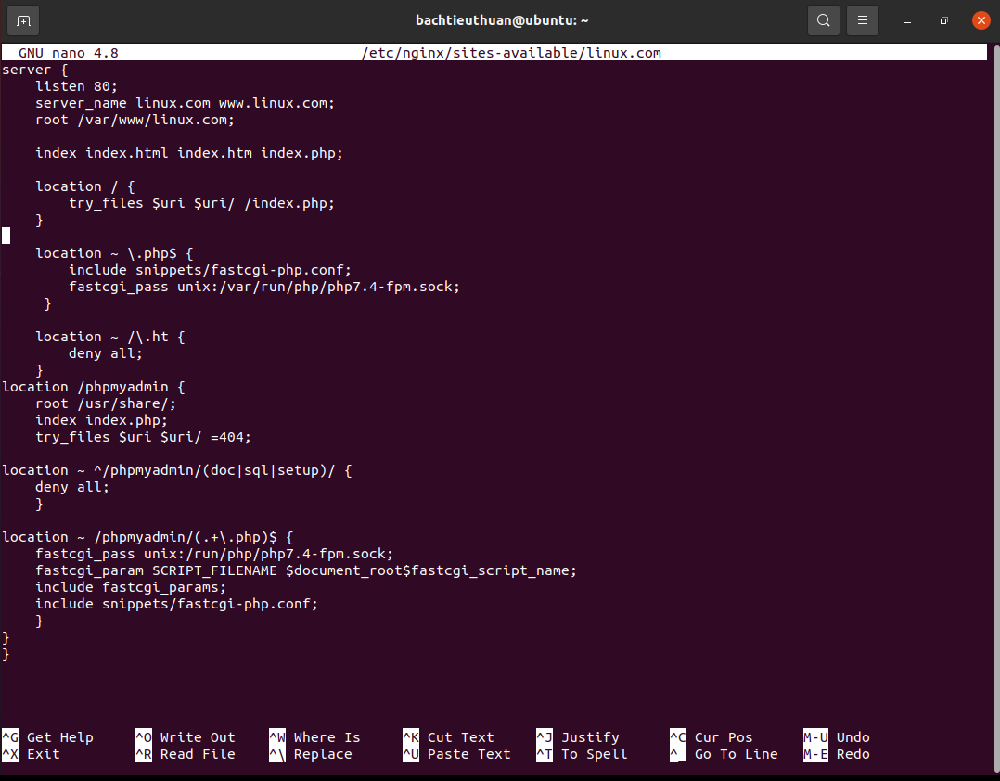 bachtieuthuan@ubuntu: ~
GNU nano 4.8 /etc/nginx/sites-available/linux.com
server {
    listen 80;
    server_name linux.com www.linux.com;
    root /var/www/linux.com;

    index index.html index.htm index.php;

    location / {
        try_files $uri $uri/ /index.php;
    }

    location ~ \.php$ {
        include snippets/fastcgi-php.conf;
        fastcgi_pass unix:/var/run/php/php7.4-fpm.sock;
     }

    location ~ /\.ht {
        deny all;
    }
location /phpmyadmin {
    root /usr/share/;
    index index.php;
    try_files $uri $uri/ =404;

location ~ ^/phpmyadmin/(doc|sql|setup)/ {
    deny all;
    }

location ~ /phpmyadmin/(.+\.php)$ {
    fastcgi_pass unix:/run/php/php7.4-fpm.sock;
    fastcgi_param SCRIPT_FILENAME $document_root$fastcgi_script_name;
    include fastcgi_params;
    include snippets/fastcgi-php.conf;
    }
}
}
^G Get Help ^O Write Out ^W Where Is ^K Cut Text ^J Justify ^C Cur Pos M-U Undo
^X Exit ^R Read File ^\ Replace ^U Paste Text ^T To Spell ^_ Go To Line M-E Redo